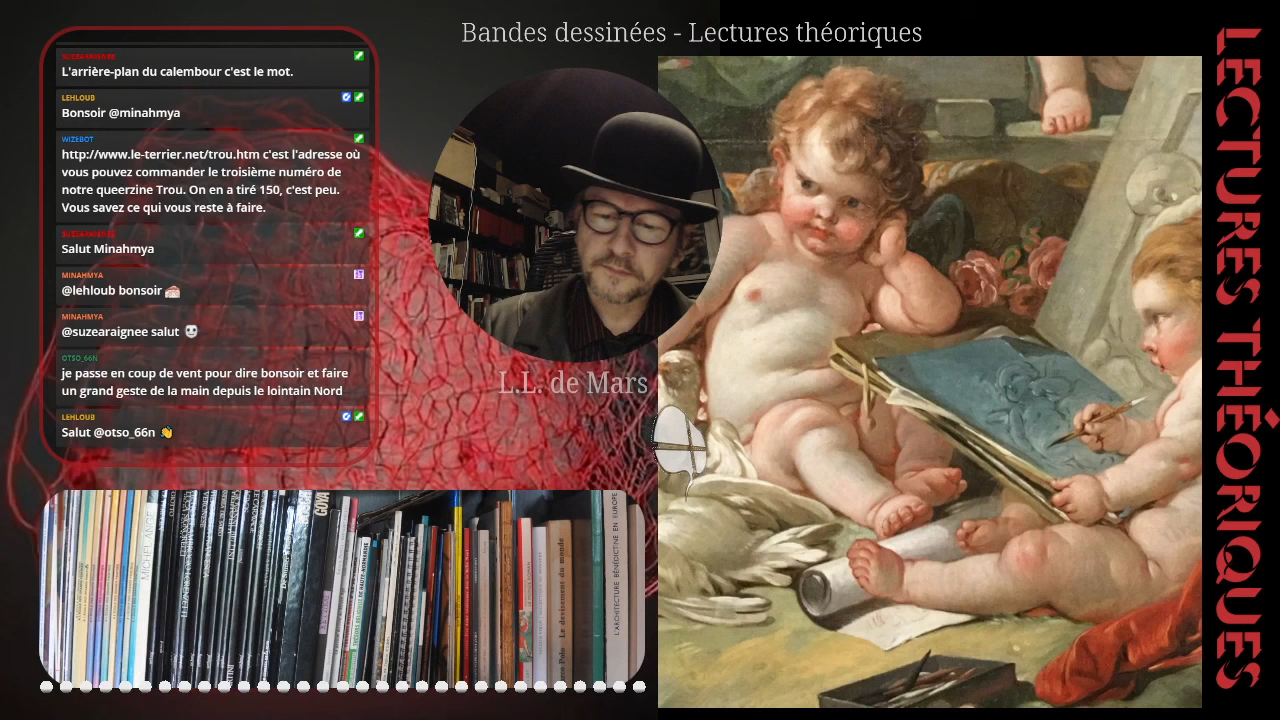 Bandes dessinées - Lectures théoriques
SUZEARAIGNEE
L'arrière-plan du calembour c'est le mot.
LEHLOUB
Bonsoir @minahmya
WIZEBOT
http://www.le-terrier.net/trou.htm c'est l'adresse où
vous pouvez commander le troisième numéro de
notre queerzine Trou. On en a tiré 150, c'est peu.
Vous savez ce qui vous reste à faire.
SUZEARAIGNEE
Salut Minahmya
MINAHMYA
@lehloub bonsoir
MINAHMYA
@suzearaignee salut
OTSO_66N
je passe en coup de vent pour dire bonsoir et faire
un grand geste de la main depuis le lointain Nord
LEHLOUB
Salut @otso_66n
L.L. de Mars
LECTURES THÉORIQUES
MICHEL-ANGE
GOYA
Le devisement du monde
L'ARCHITECTURE BÉNÉDICTINE EN EUROPE